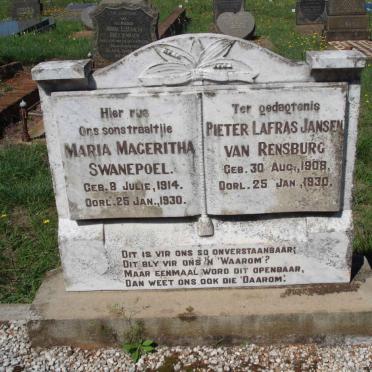 Hier rus
Ons sonstraaltjie
MARIA MAGERITHA
SWANEPOEL.
GEB. 8 JULIE, 1914.
OORL. 25 JAN., 1930.
Ter gedagtenis
PIETER LAFRAS JANSEN
VAN RENSBURG
GEB. 30 AUG., 1908,
OORL. 25 JAN., 1930.
DIT IS VIR ONS SO ONVERSTAANBAAR;
DIT BLY VIR ONS 'N "WAAROM"?
MAAR EENMAAL WORD DIT OPENBAAR,
DAN WEET ONS OOK DIE "DAAROM".